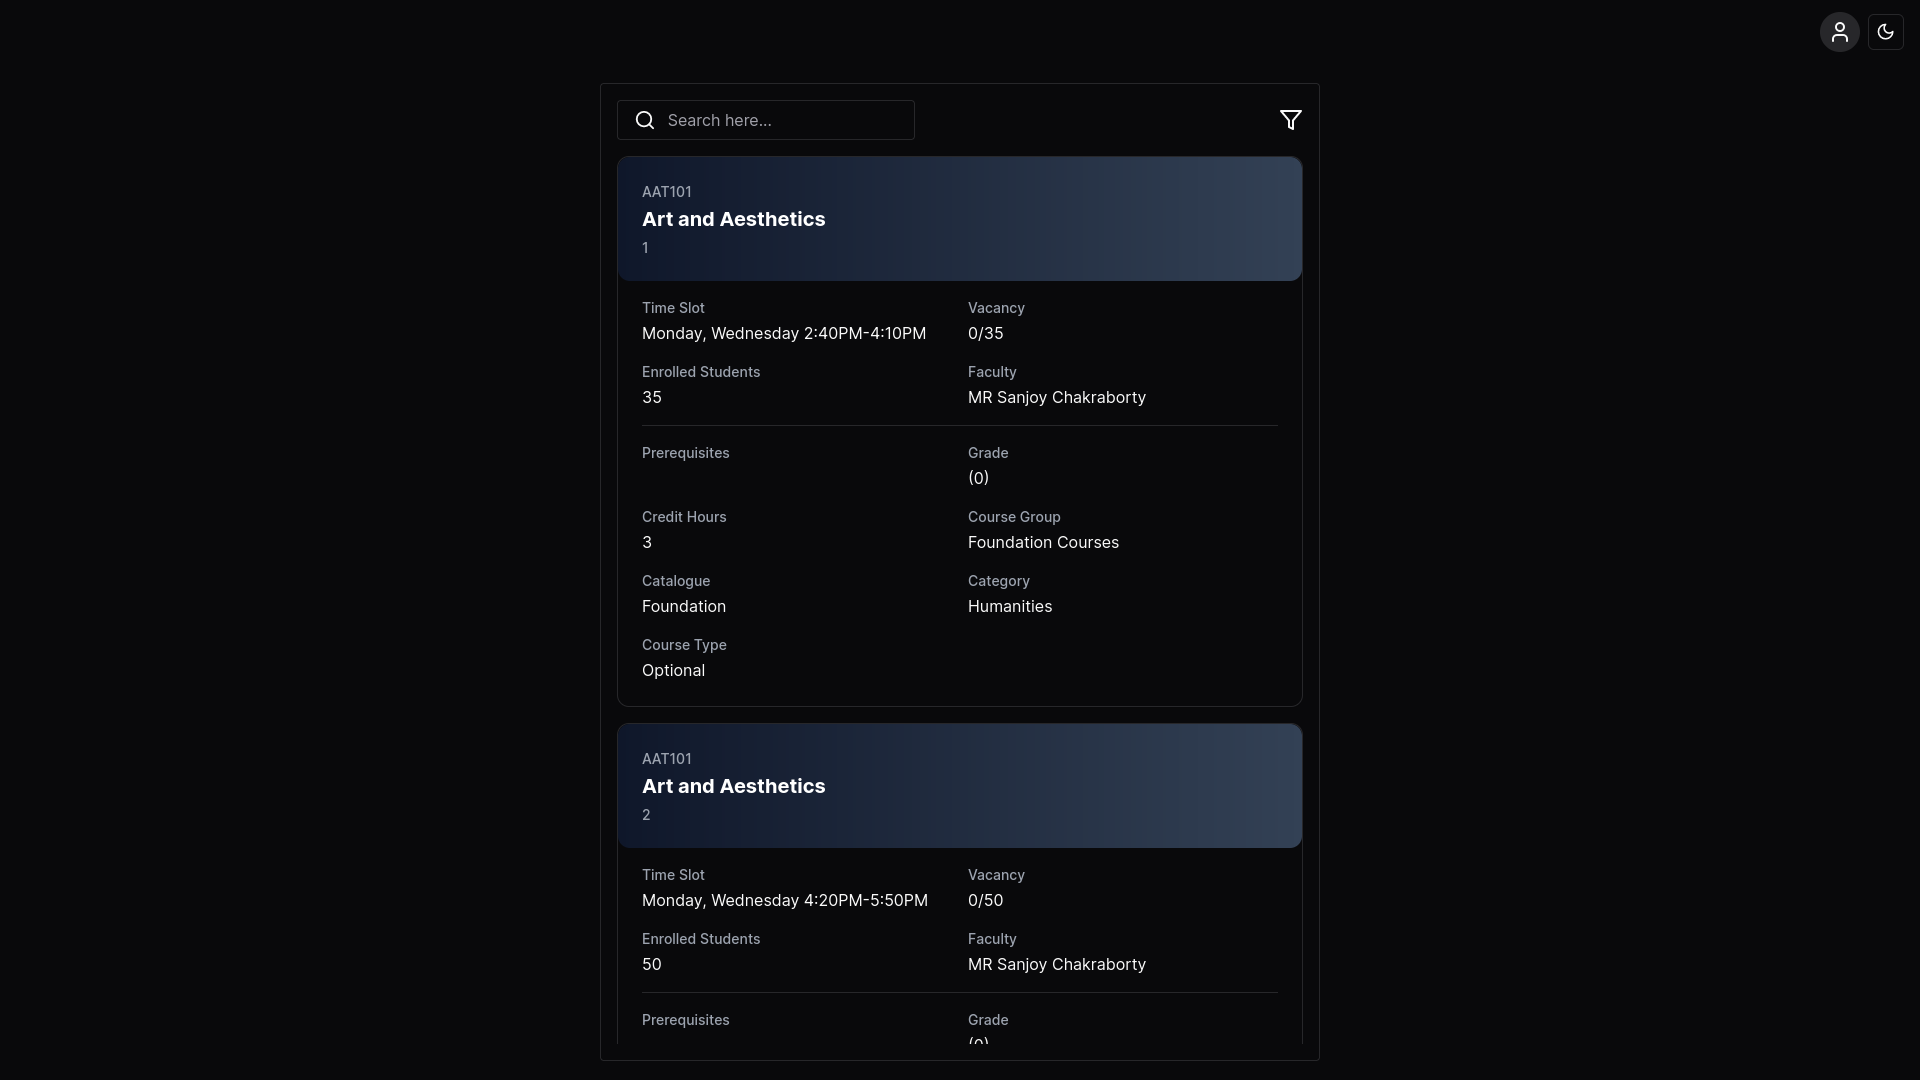 Search here...
AAT101
Art and Aesthetics
1
Time Slot
Vacancy
Monday, Wednesday 2:40PM-4:10PM
0/35
Enrolled Students
Faculty
35
MR Sanjoy Chakraborty
Prerequisites
Grade
(0)
Credit Hours
Course Group
3
Foundation Courses
Catalogue
Category
Foundation
Humanities
Course Type
Optional
AAT101
Art and Aesthetics
2
Time Slot
Vacancy
Monday, Wednesday 4:20PM-5:50PM
0/50
Enrolled Students
Faculty
50
MR Sanjoy Chakraborty
Prerequisites
Grade
(0)